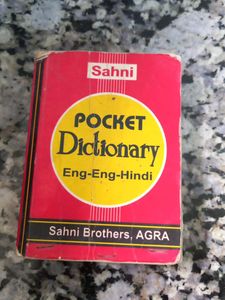 Sahni
POCKET
Dictionary
Eng-Eng-Hindi
Sahni Brothers, AGRA